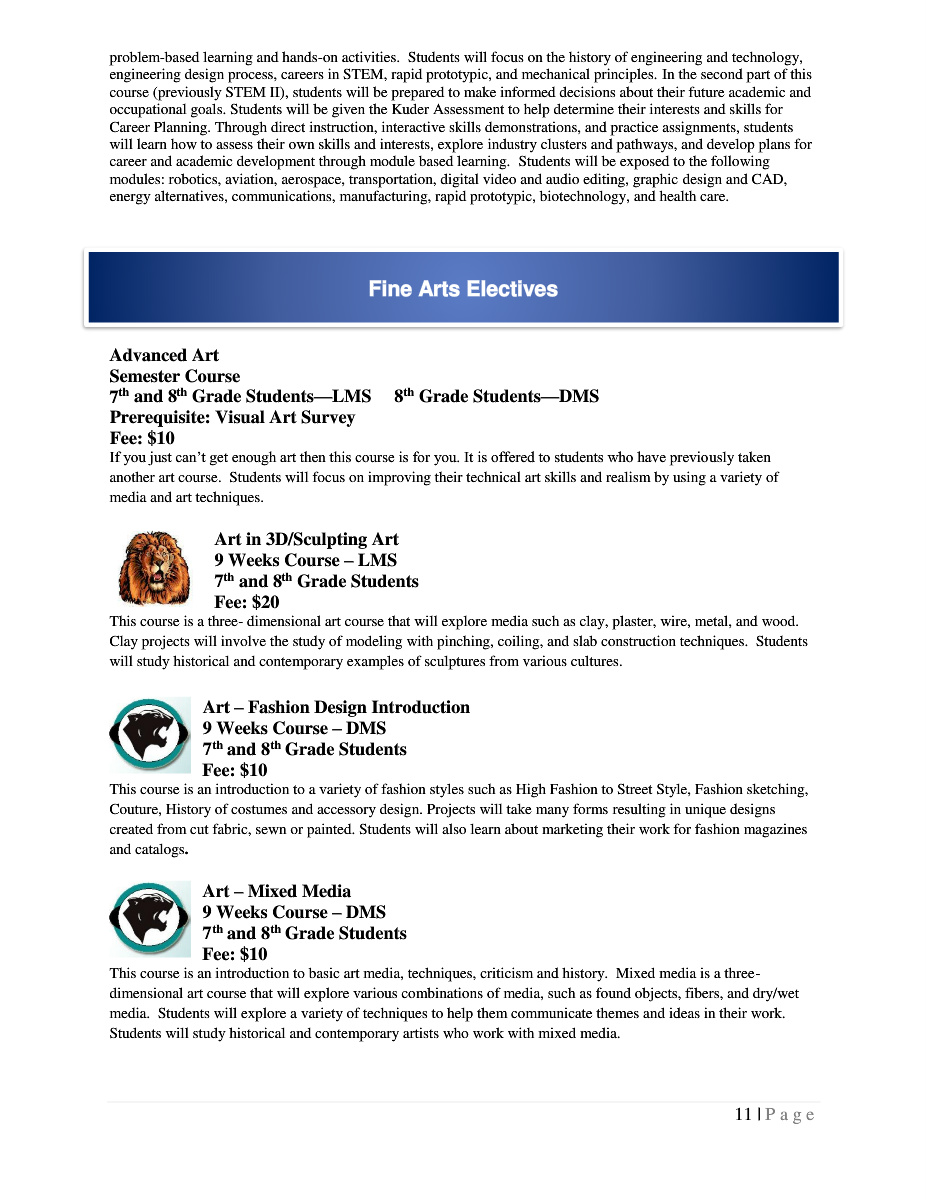 problem-based learning and hands-on activities.  Students will focus on the history of engineering and technology,
engineering design process, careers in STEM, rapid prototypic, and mechanical principles. In the second part of this
course (previously STEM II), students will be prepared to make informed decisions about their future academic and
occupational goals. Students will be given the Kuder Assessment to help determine their interests and skills for
Career Planning. Through direct instruction, interactive skills demonstrations, and practice assignments, students
will learn how to assess their own skills and interests, explore industry clusters and pathways, and develop plans for
career and academic development through module based learning.  Students will be exposed to the following
modules: robotics, aviation, aerospace, transportation, digital video and audio editing, graphic design and CAD,
energy alternatives, communications, manufacturing, rapid prototypic, biotechnology, and health care.
Fine Arts Electives
Advanced Art
Semester Course
7th and 8th Grade Students—LMS     8th Grade Students—DMS
Prerequisite: Visual Art Survey
Fee: $10
If you just can’t get enough art then this course is for you. It is offered to students who have previously taken
another art course.  Students will focus on improving their technical art skills and realism by using a variety of
media and art techniques.
Art in 3D/Sculpting Art
9 Weeks Course – LMS
7th and 8th Grade Students
Fee: $20
This course is a three- dimensional art course that will explore media such as clay, plaster, wire, metal, and wood.
Clay projects will involve the study of modeling with pinching, coiling, and slab construction techniques.  Students
will study historical and contemporary examples of sculptures from various cultures.
Art – Fashion Design Introduction
9 Weeks Course – DMS
7th and 8th Grade Students
Fee: $10
This course is an introduction to a variety of fashion styles such as High Fashion to Street Style, Fashion sketching,
Couture, History of costumes and accessory design. Projects will take many forms resulting in unique designs
created from cut fabric, sewn or painted. Students will also learn about marketing their work for fashion magazines
and catalogs.
Art – Mixed Media
9 Weeks Course – DMS
7th and 8th Grade Students
Fee: $10
This course is an introduction to basic art media, techniques, criticism and history.  Mixed media is a three-
dimensional art course that will explore various combinations of media, such as found objects, fibers, and dry/wet
media.  Students will explore a variety of techniques to help them communicate themes and ideas in their work.
Students will study historical and contemporary artists who work with mixed media.
11 | P a g e